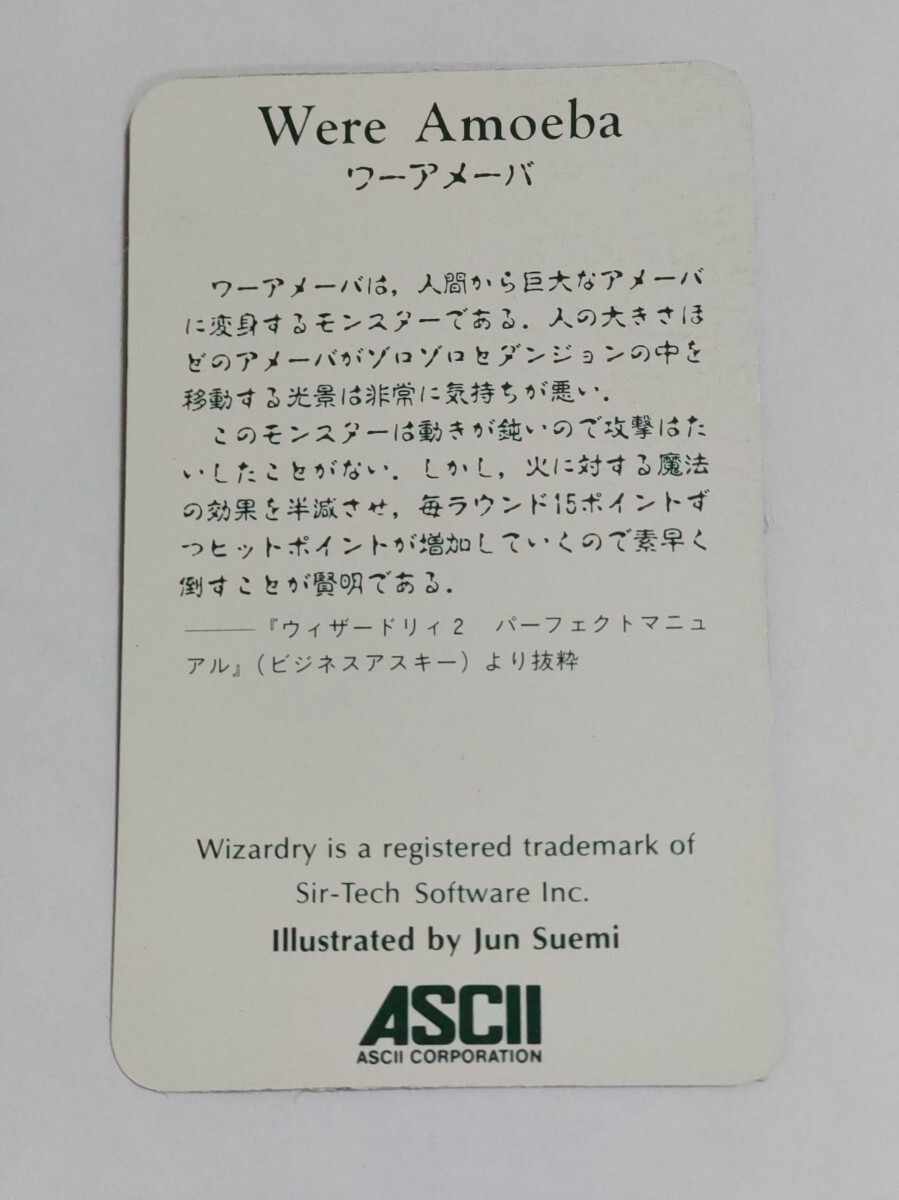 Were Amoeba
ワーアメーバ
ワーアメーバは，人間から巨大なアメーバ
に変身するモンスターである．人の大きさほ
どのアメーバがゾロゾロとダンジョンの中を
移動する光景は非常に気持ちが悪い．
このモンスターは動きが鈍いので攻撃はた
いしたことがない．しかし，火に対する魔法
の効果を半減させ，毎ラウンド15ポイントず
つヒットポイントが増加していくので素早く
倒すことが賢明である．
———『ウィザードリィ2　パーフェクトマニュ
アル』（ビジネスアスキー）より抜粋
Wizardry is a registered trademark of
Sir-Tech Software Inc.
Illustrated by Jun Suemi
ASCII
ASCII CORPORATION